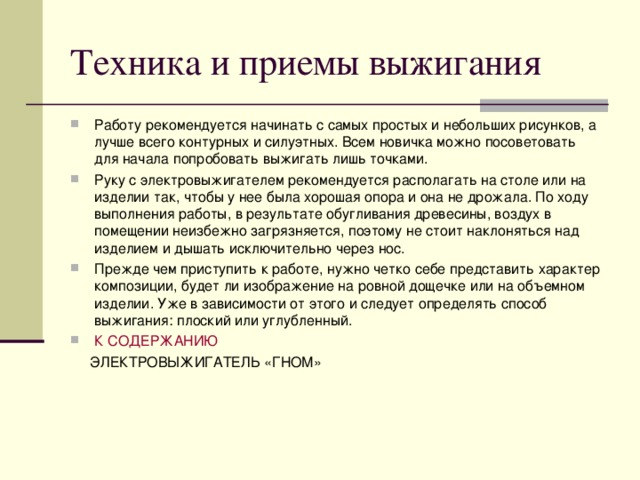 Техника и приемы выжигания
Работу рекомендуется начинать с самых простых и небольших рисунков, а
лучше всего контурных и силуэтных. Всем новичка можно посоветовать
для начала попробовать выжигать лишь точками.
Руку с электровыжигателем рекомендуется располагать на столе или на
изделии так, чтобы у нее была хорошая опора и она не дрожала. По ходу
выполнения работы, в результате обугливания древесины, воздух в
помещении неизбежно загрязняется, поэтому не стоит наклоняться над
изделием и дышать исключительно через нос.
Прежде чем приступить к работе, нужно четко себе представить характер
композиции, будет ли изображение на ровной дощечке или на объемном
изделии. Уже в зависимости от этого и следует определять способ
выжигания: плоский или углубленный.
К СОДЕРЖАНИЮ
ЭЛЕКТРОВЫЖИГАТЕЛЬ «ГНОМ»